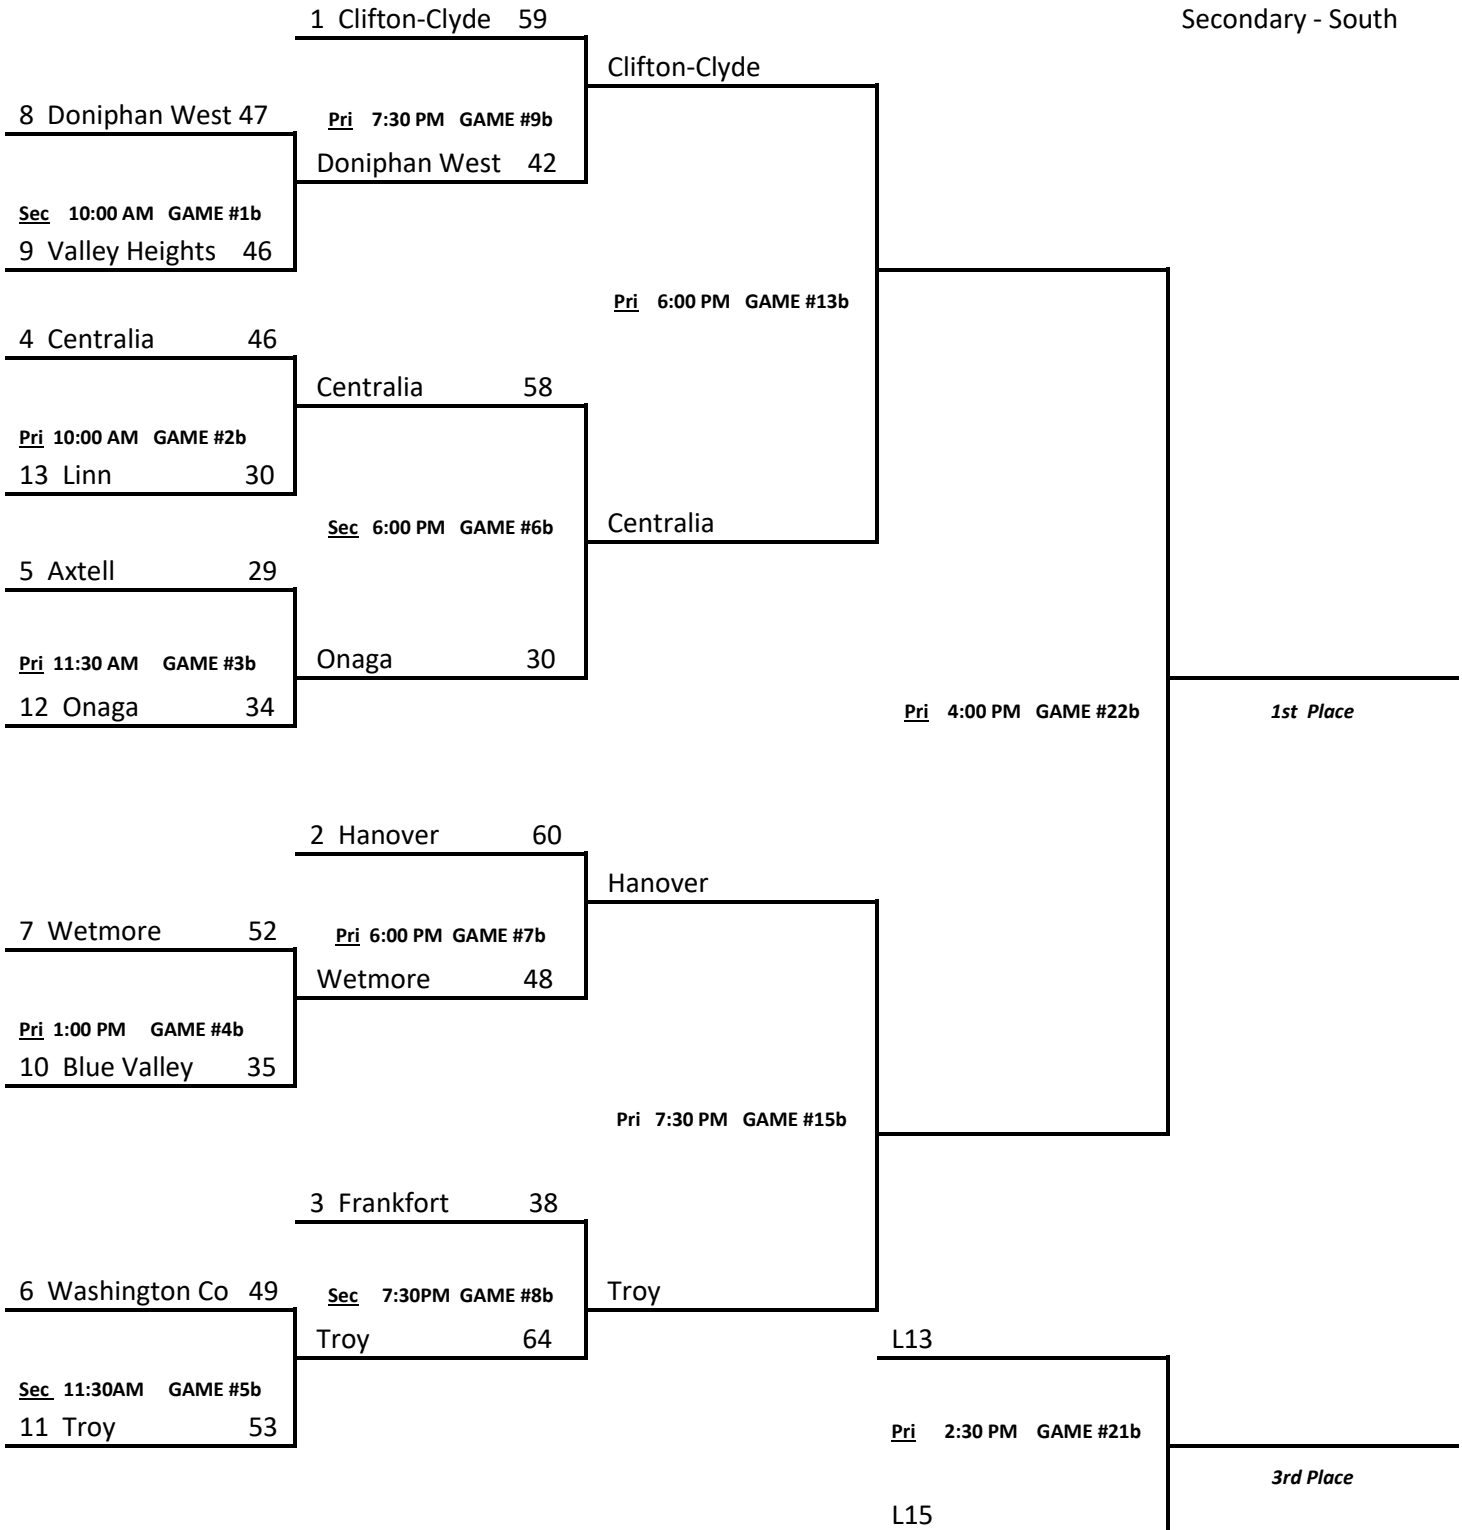 1 Clifton-Clyde 59
Secondary - South
Clifton-Clyde
8 Doniphan West 47
Pri 7:30 PM GAME #9b
Doniphan West 42
Sec 10:00 AM GAME #1b
9 Valley Heights 46
Pri 6:00 PM GAME #13b
4 Centralia 46
Centralia 58
Pri 10:00 AM GAME #2b
13 Linn 30
Sec 6:00 PM GAME #6b
Centralia
5 Axtell 29
Pri 11:30 AM GAME #3b
Onaga 30
12 Onaga 34
Pri 4:00 PM GAME #22b
1st Place
2 Hanover 60
Hanover
7 Wetmore 52
Pri 6:00 PM GAME #7b
Wetmore 48
Pri 1:00 PM GAME #4b
10 Blue Valley 35
Pri 7:30 PM GAME #15b
3 Frankfort 38
6 Washington Co 49
Sec 7:30PM GAME #8b
Troy
Troy 64
L13
Sec 11:30AM GAME #5b
11 Troy 53
Pri 2:30 PM GAME #21b
3rd Place
L15